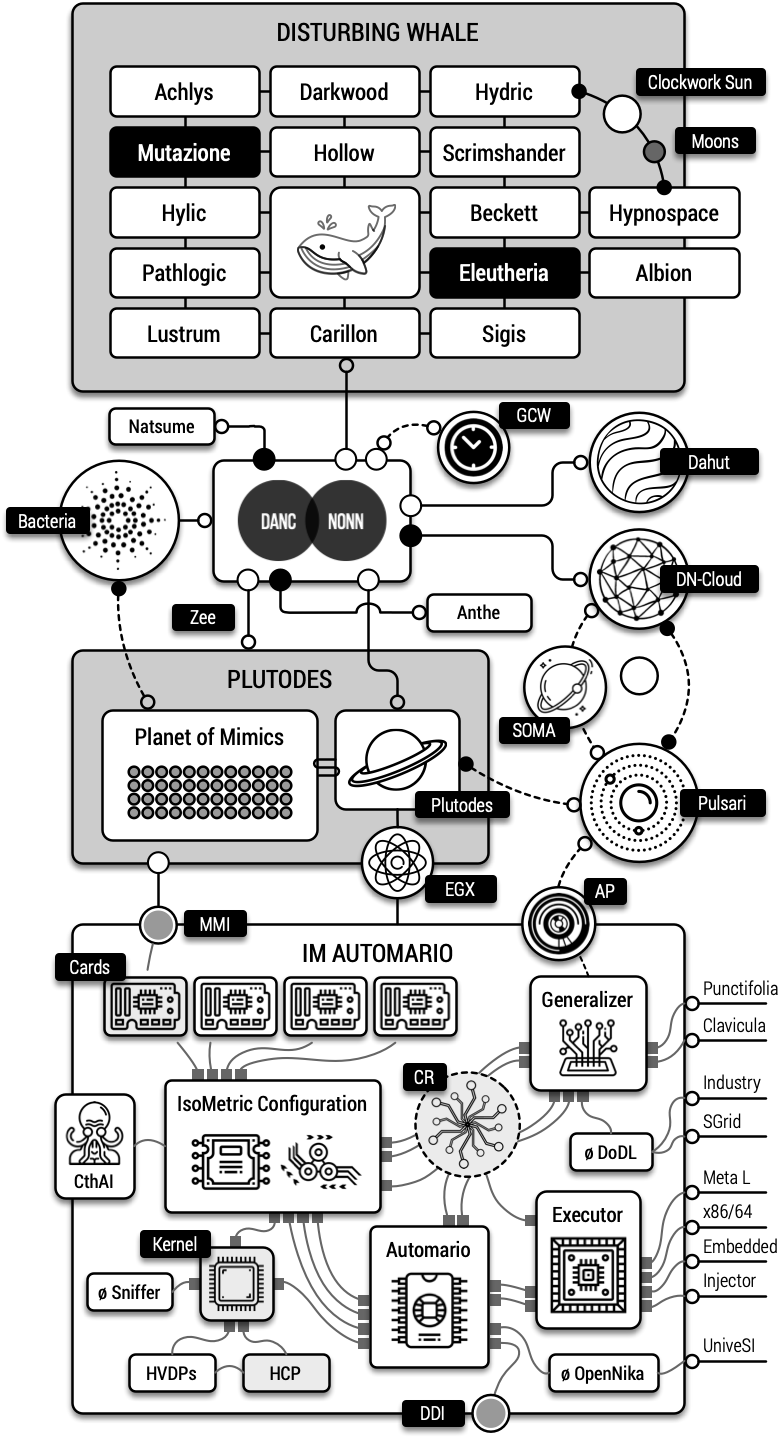 DISTURBING WHALE
Clockwork Sun
Achlys
Darkwood
Hydric
Moons
Mutazione
Hollow
Scrimshander
Hylic
Beckett
Hypnospace
Pathlogic
Eleutheria
Albion
Lustrum
Carillon
Sigis
GCW
Natsume
Dahut
Bacteria
DANC
NONN
DN-Cloud
Zee
Anthe
PLUTODES
SOMA
Planet of Mimics
Plutodes
Pulsari
EGX
AP
MMI
IM AUTOMARIO
Cards
Punctifolia
Generalizer
Clavicula
CR
IsoMetric Configuration
Industry
SGrid
ø DoDL
CthAI
Meta L
x86/64
Executor
Kernel
Automario
Embedded
ø Sniffer
Injector
UniveSI
HVDPs
HCP
ø OpenNika
DDI